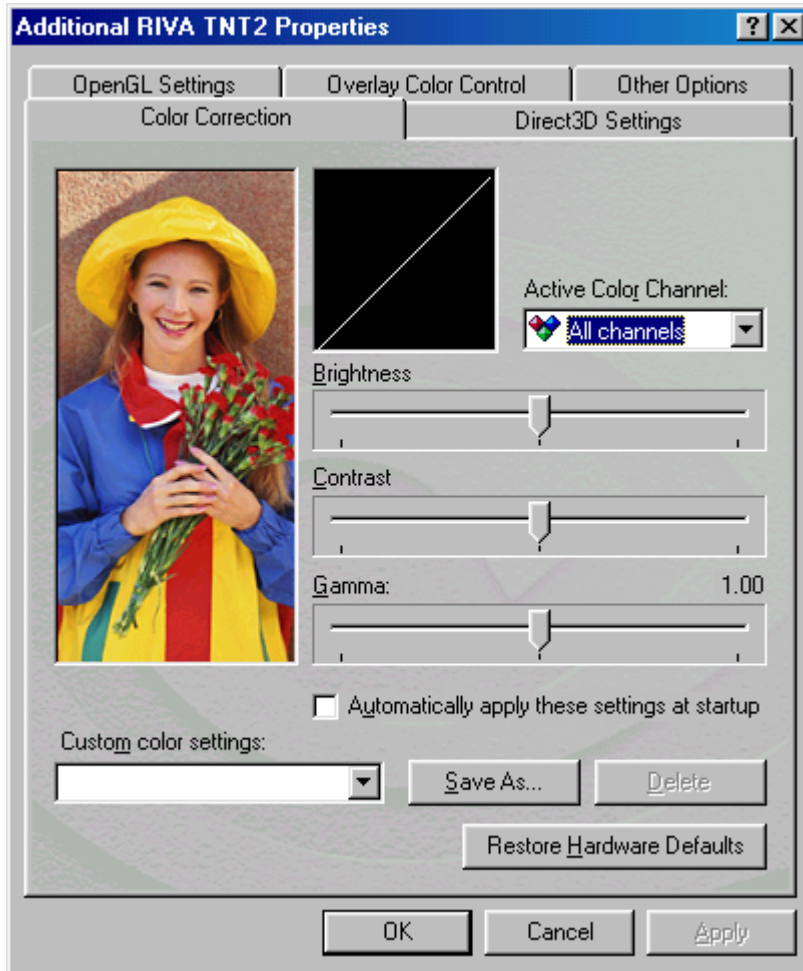 Additional RIVA TNT2 Properties
OpenGL Settings
Overlay Color Control
Other Options
Color Correction
Direct3D Settings
Active Color Channel:
All channels
Brightness
Contrast
Gamma:
1.00
Automatically apply these settings at startup
Custom color settings:
Save As...
Delete
Restore Hardware Defaults
OK
Cancel
Apply